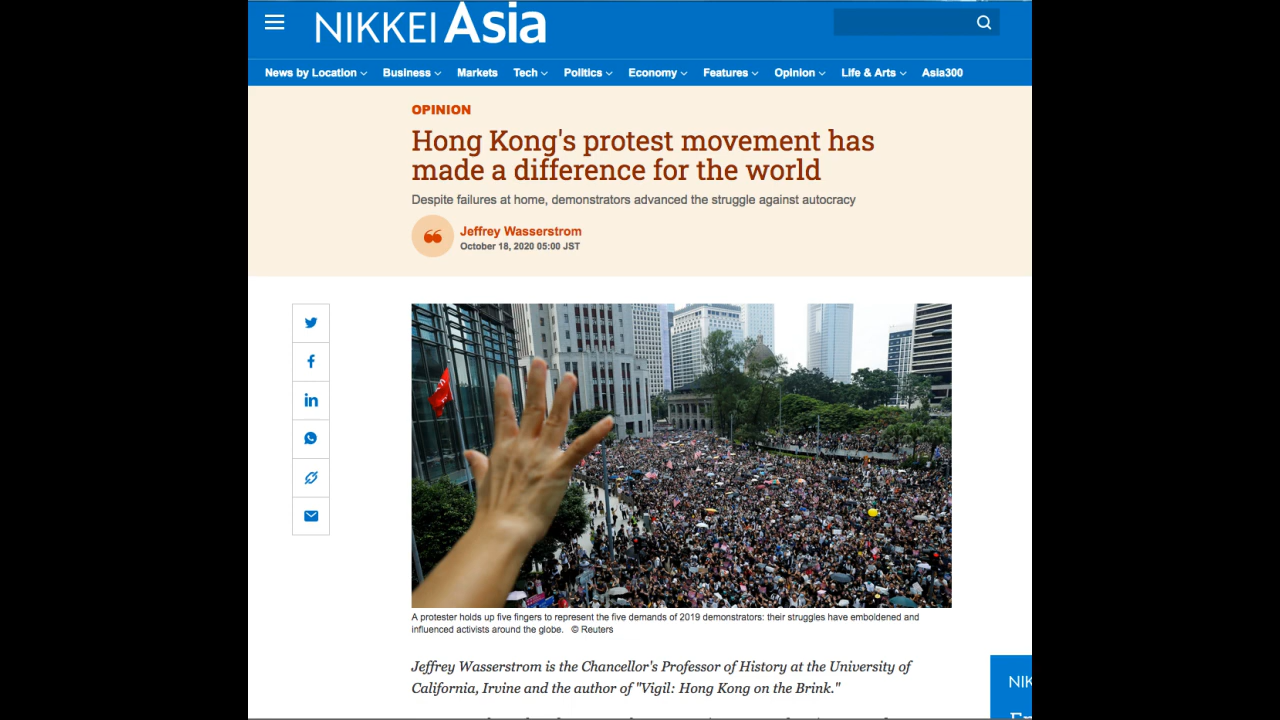 NIKKEI Asia
News by Location Business Markets Tech Politics Economy Features Opinion Life & Arts Asia300
OPINION
Hong Kong's protest movement has
made a difference for the world
Despite failures at home, demonstrators advanced the struggle against autocracy
Jeffrey Wasserstrom
October 18, 2020 05:00 JST
A protester holds up five fingers to represent the five demands of 2019 demonstrators: their struggles have emboldened and
influenced activists around the globe. © Reuters
Jeffrey Wasserstrom is the Chancellor's Professor of History at the University of
California, Irvine and the author of "Vigil: Hong Kong on the Brink."